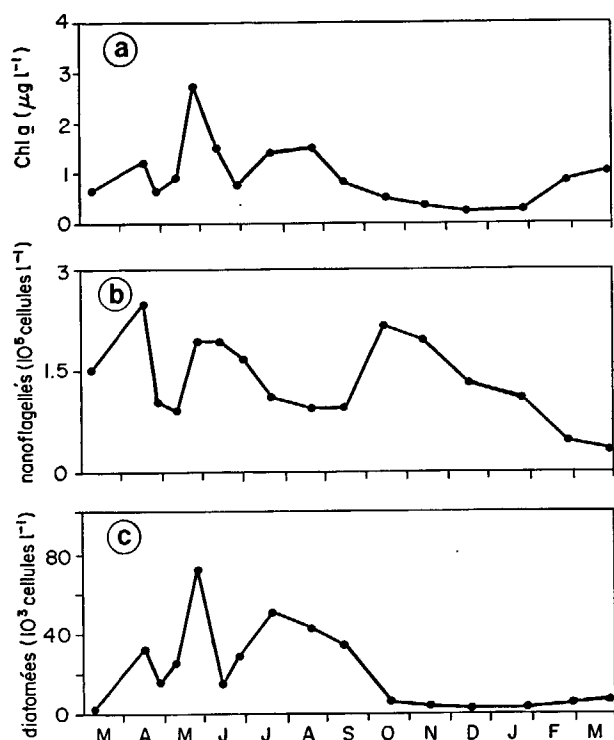 4
3
2
1
0
Chl a (µg l⁻¹)
a
3
1.5
0
nanoflagellés (10⁵ cellules l⁻¹)
b
80
40
0
diatomées (10³ cellules l⁻¹)
c
M A M J J A S O N D J F M